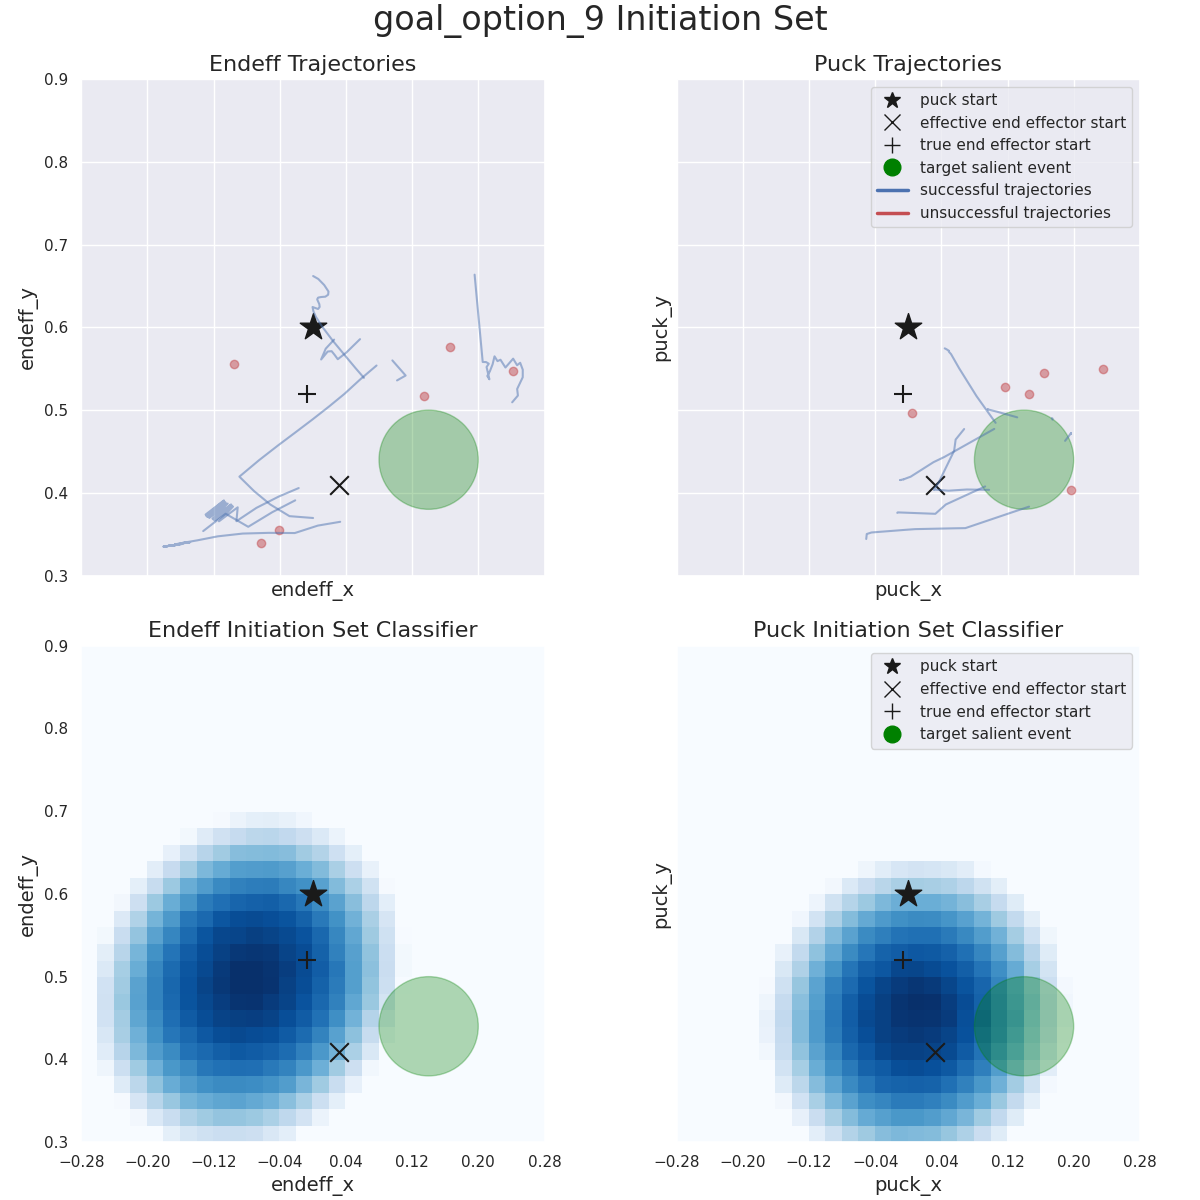 goal_option_9 Initiation Set
Endeff Trajectories
Puck Trajectories
0.9
0.8
0.7
0.6
0.5
0.4
0.3
endeff_y
endeff_x
puck_y
puck_x
puck start
effective end effector start
true end effector start
target salient event
successful trajectories
unsuccessful trajectories
Endeff Initiation Set Classifier
Puck Initiation Set Classifier
0.9
0.8
0.7
0.6
0.5
0.4
0.3
endeff_y
puck_y
puck start
effective end effector start
true end effector start
target salient event
−0.28 −0.20 −0.12 −0.04 0.04 0.12 0.20 0.28
endeff_x
−0.28 −0.20 −0.12 −0.04 0.04 0.12 0.20 0.28
puck_x